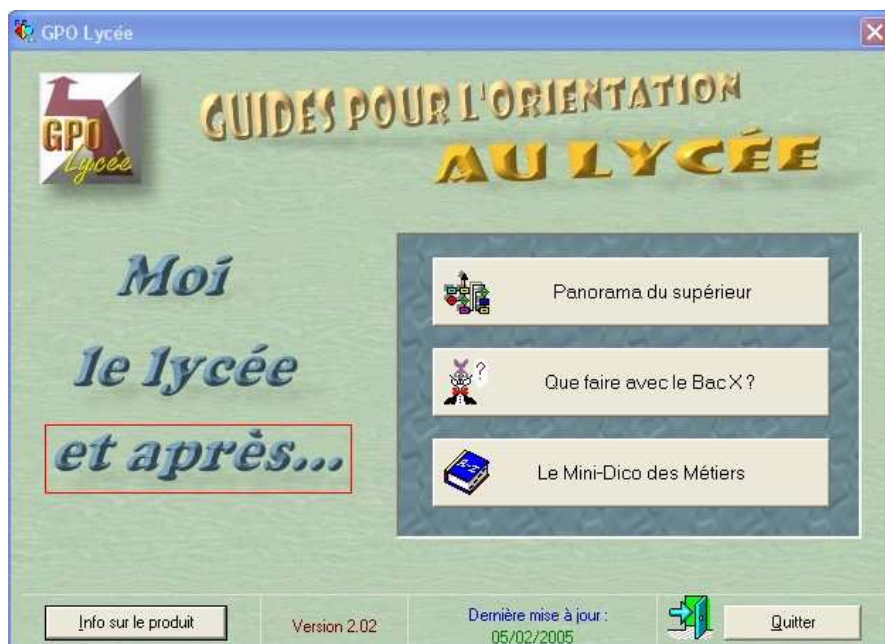 GPO Lycée
GPO
Lycée
GUIDES POUR L'ORIENTATION
AU LYCÉE
Moi
le lycée
et après...
Panorama du supérieur
?
Que faire avec le Bac X ?
A-Z
Le Mini-Dico des Métiers
Info sur le produit
Version 2.02
Dernière mise à jour :
05/02/2005
Quitter